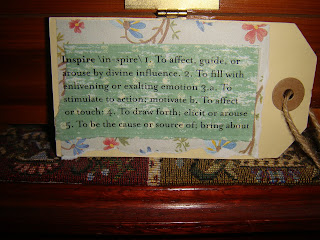 Inspire \in spire\ 1. To affect, guide, or
arouse by divine influence. 2. To fill with
enlivening or exalting emotion 3.a. To
stimulate to action; motivate b. To affect
or touch: 4. To draw forth; elicit or arouse
5. To be the cause or source of; bring about